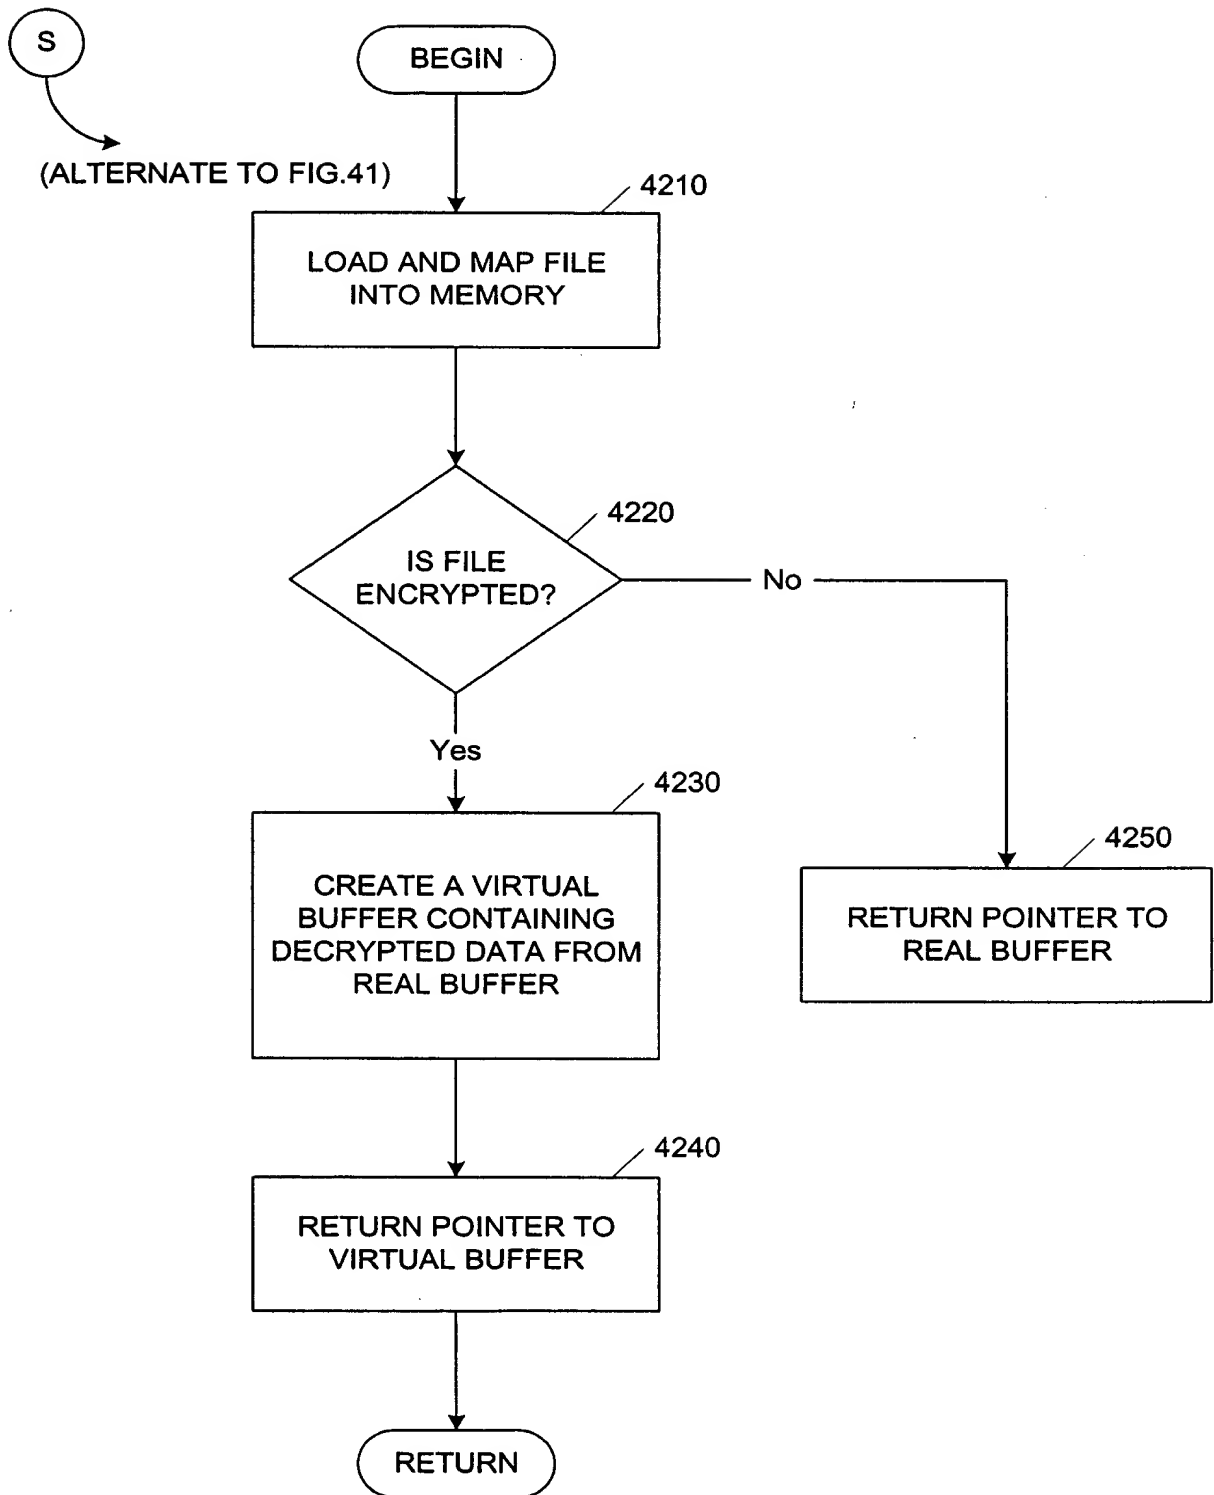 S
BEGIN
(ALTERNATE TO FIG.41)
4210
LOAD AND MAP FILE
INTO MEMORY
4220
IS FILE
ENCRYPTED?
No
Yes
4230
CREATE A VIRTUAL
BUFFER CONTAINING
DECRYPTED DATA FROM
REAL BUFFER
4250
RETURN POINTER TO
REAL BUFFER
4240
RETURN POINTER TO
VIRTUAL BUFFER
RETURN